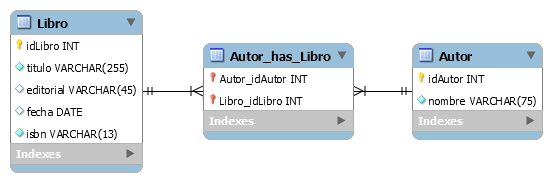 Libro
idLibro INT
titulo VARCHAR(255)
editorial VARCHAR(45)
fecha DATE
isbn VARCHAR(13)
Indexes
Autor_has_Libro
Autor_idAutor INT
Libro_idLibro INT
Indexes
Autor
idAutor INT
nombre VARCHAR(75)
Indexes